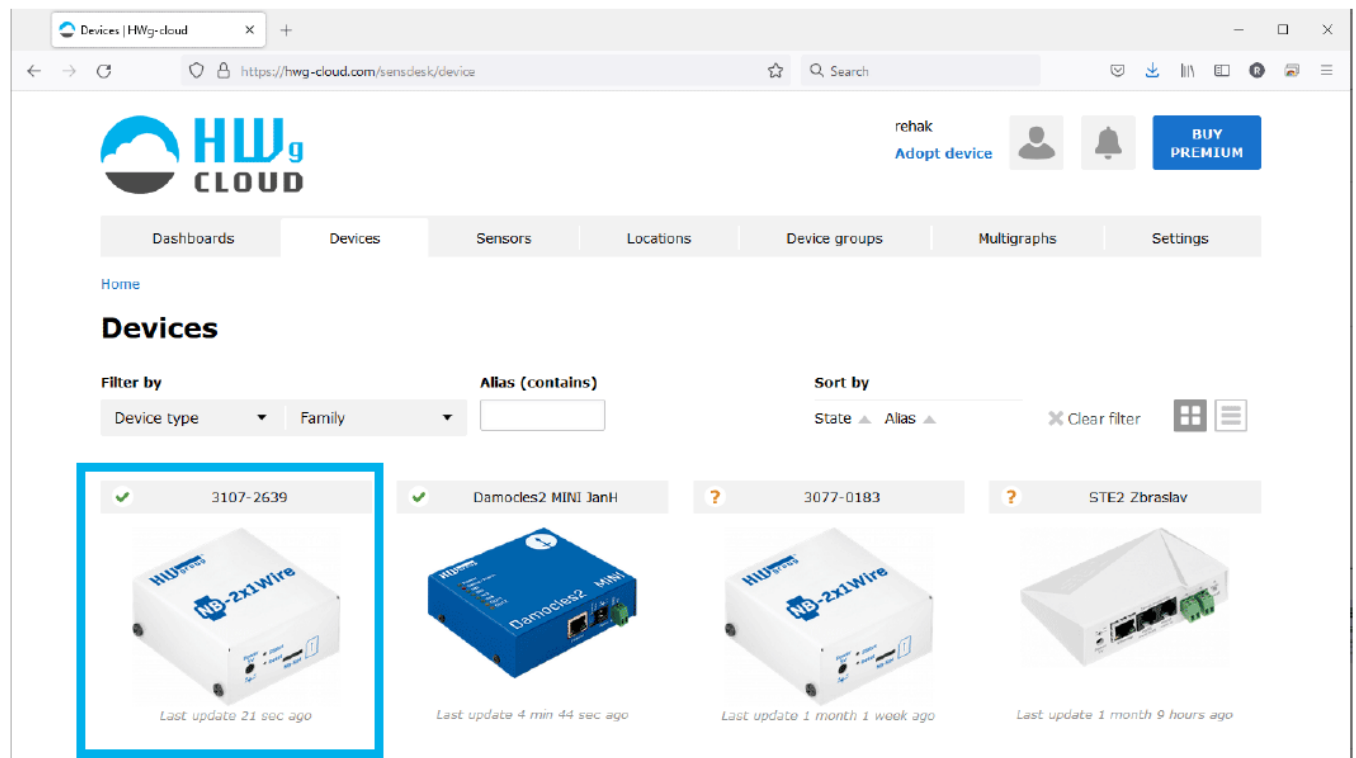 Devices | HWg-cloud
https://hwg-cloud.com/sensdesk/device
Search
HWg
CLOUD
rehak
Adopt device
BUY
PREMIUM
Dashboards Devices Sensors Locations Device groups Multigraphs Settings
Home
Devices
Filter by Alias (contains) Sort by
Device type Family State Alias Clear filter
3107-2639 Damocles2 MINI JanH 3077-0183 STE2 Zbraslav
HWgroup
NB-2x1Wire
HWgroup
Damocles2 MINI
HWgroup
NB-2x1Wire
Last update 21 sec ago Last update 4 min 44 sec ago Last update 1 month 1 week ago Last update 1 month 9 hours ago